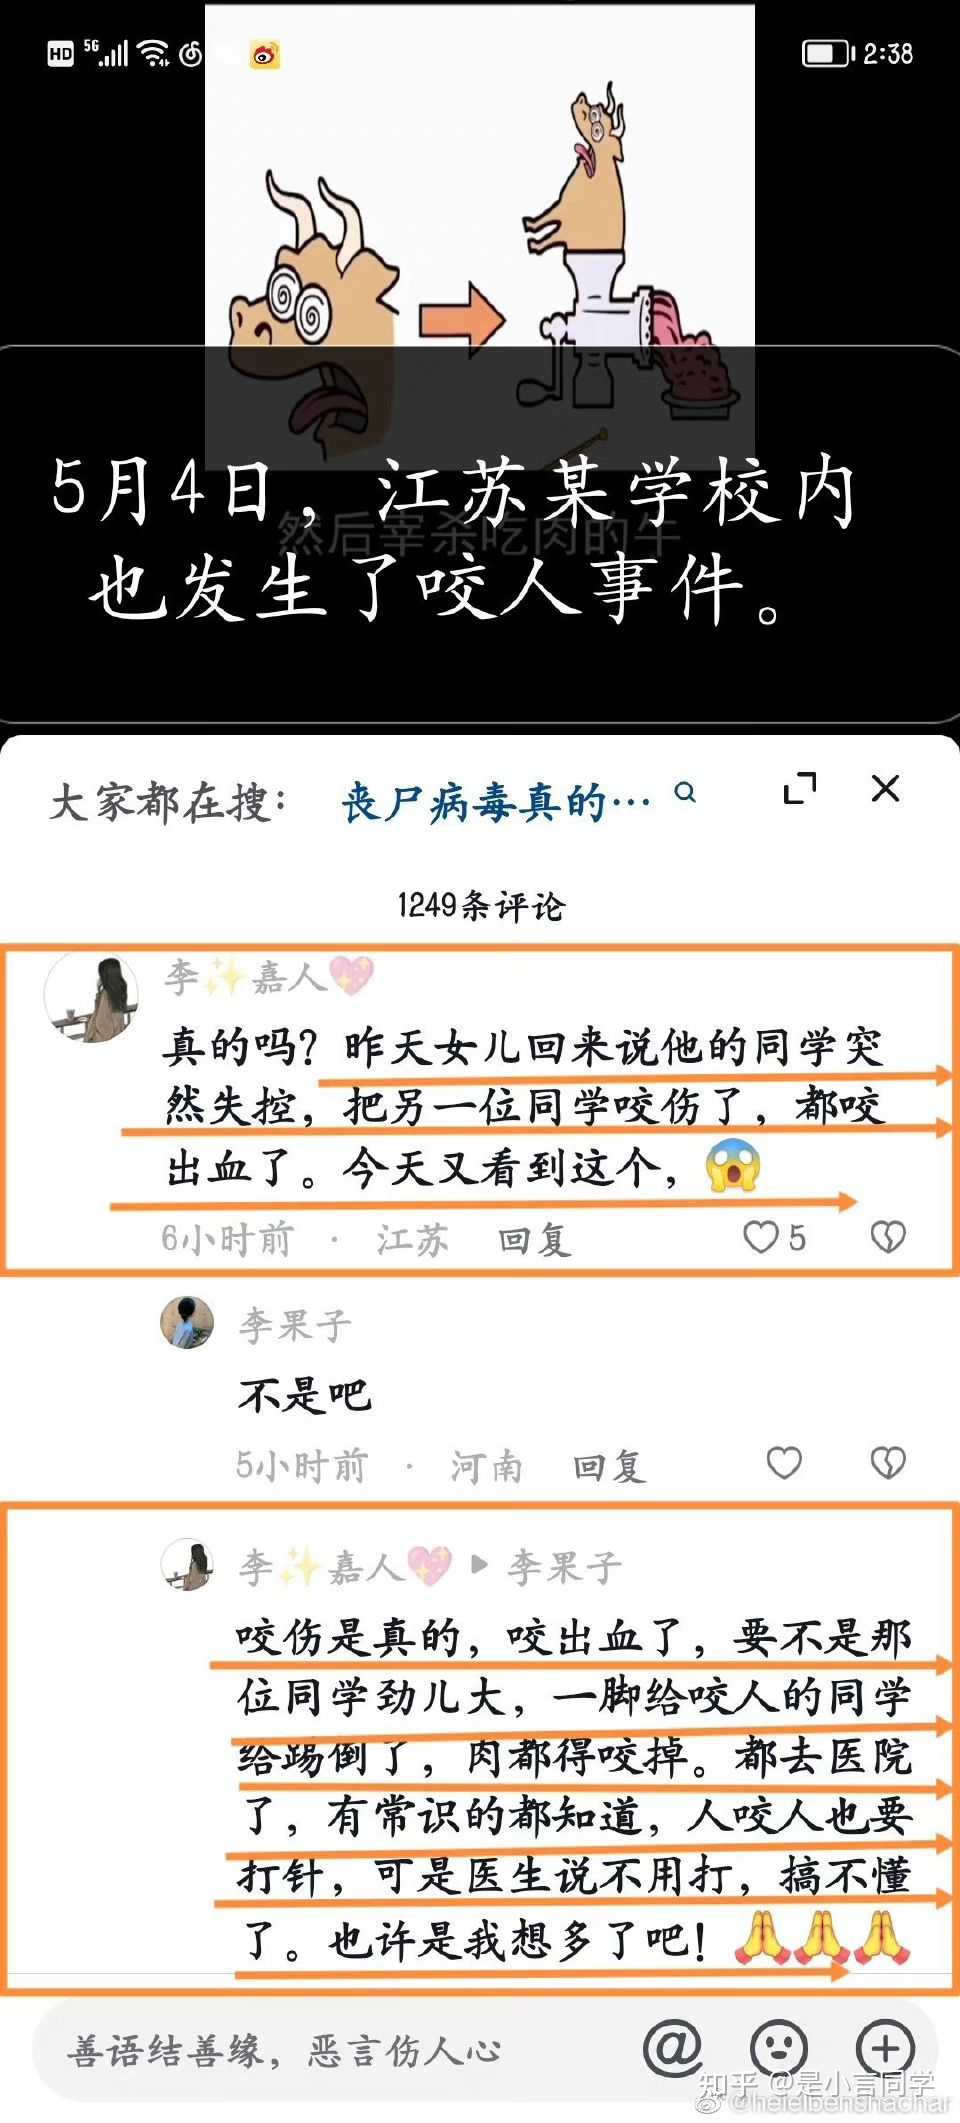 HD 5G 2:38
5月4日，江苏某学校内
然后宰杀吃肉的牛
也发生了咬人事件。
大家都在搜： 丧尸病毒真的…
1249条评论
李✨嘉人💖
真的吗？昨天女儿回来说他的同学突
然失控，把另一位同学咬伤了，都咬
出血了。今天又看到这个，😱
6小时前 · 江苏 回复 5
李果子
不是吧
5小时前 · 河南 回复
李✨嘉人💖 ▶ 李果子
咬伤是真的，咬出血了，要不是那
位同学劲儿大，一脚给咬人的同学
给踢倒了，肉都得咬掉。都去医院
了，有常识的都知道，人咬人也要
打针，可是医生说不用打，搞不懂
了。也许是我想多了吧！🙏🙏🙏
善语结善缘，恶言伤人心 @
知乎 @是小言同学
@heielbenshachar